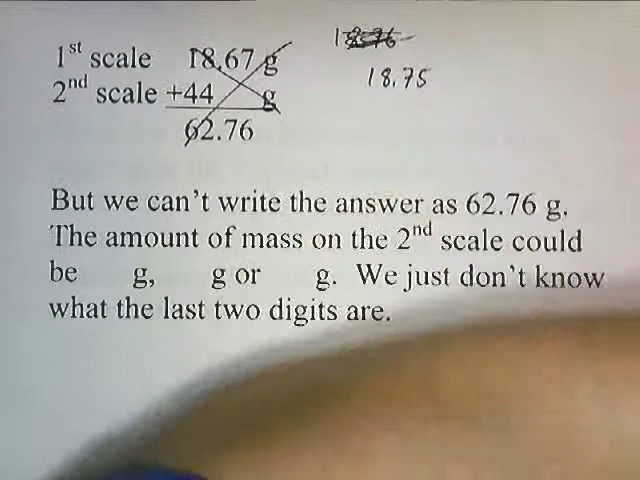 1st scale 18.67 g
2nd scale +44 g
62.76
18.75
But we can't write the answer as 62.76 g.
The amount of mass on the 2nd scale could
be g, g or g. We just don't know
what the last two digits are.